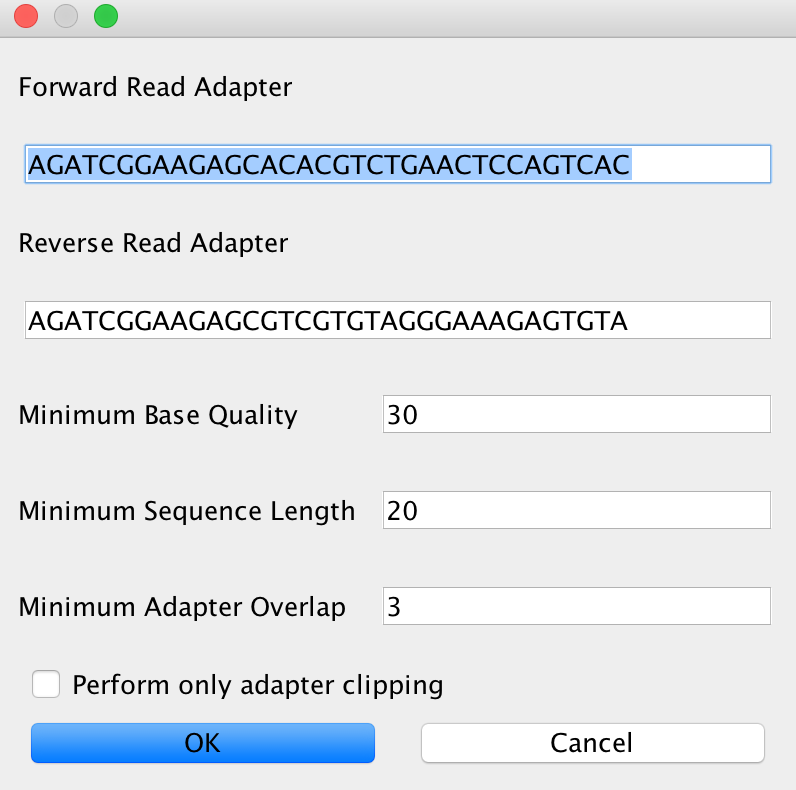 Forward Read Adapter
AGATCGGAAGAGCACACGTCTGAACTCCAGTCAC
Reverse Read Adapter
AGATCGGAAGAGCGTCGTGTAGGGAAAGAGTGTA
Minimum Base Quality 30
Minimum Sequence Length 20
Minimum Adapter Overlap 3
Perform only adapter clipping
OK Cancel